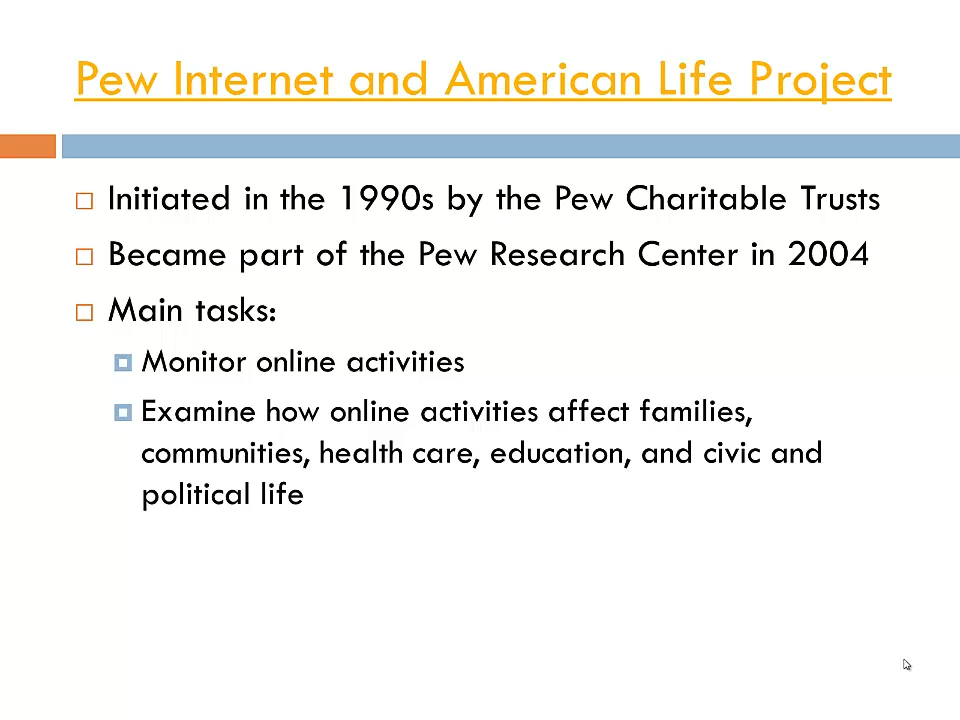 Pew Internet and American Life Project
Initiated in the 1990s by the Pew Charitable Trusts
Became part of the Pew Research Center in 2004
Main tasks:
Monitor online activities
Examine how online activities affect families,
communities, health care, education, and civic and
political life